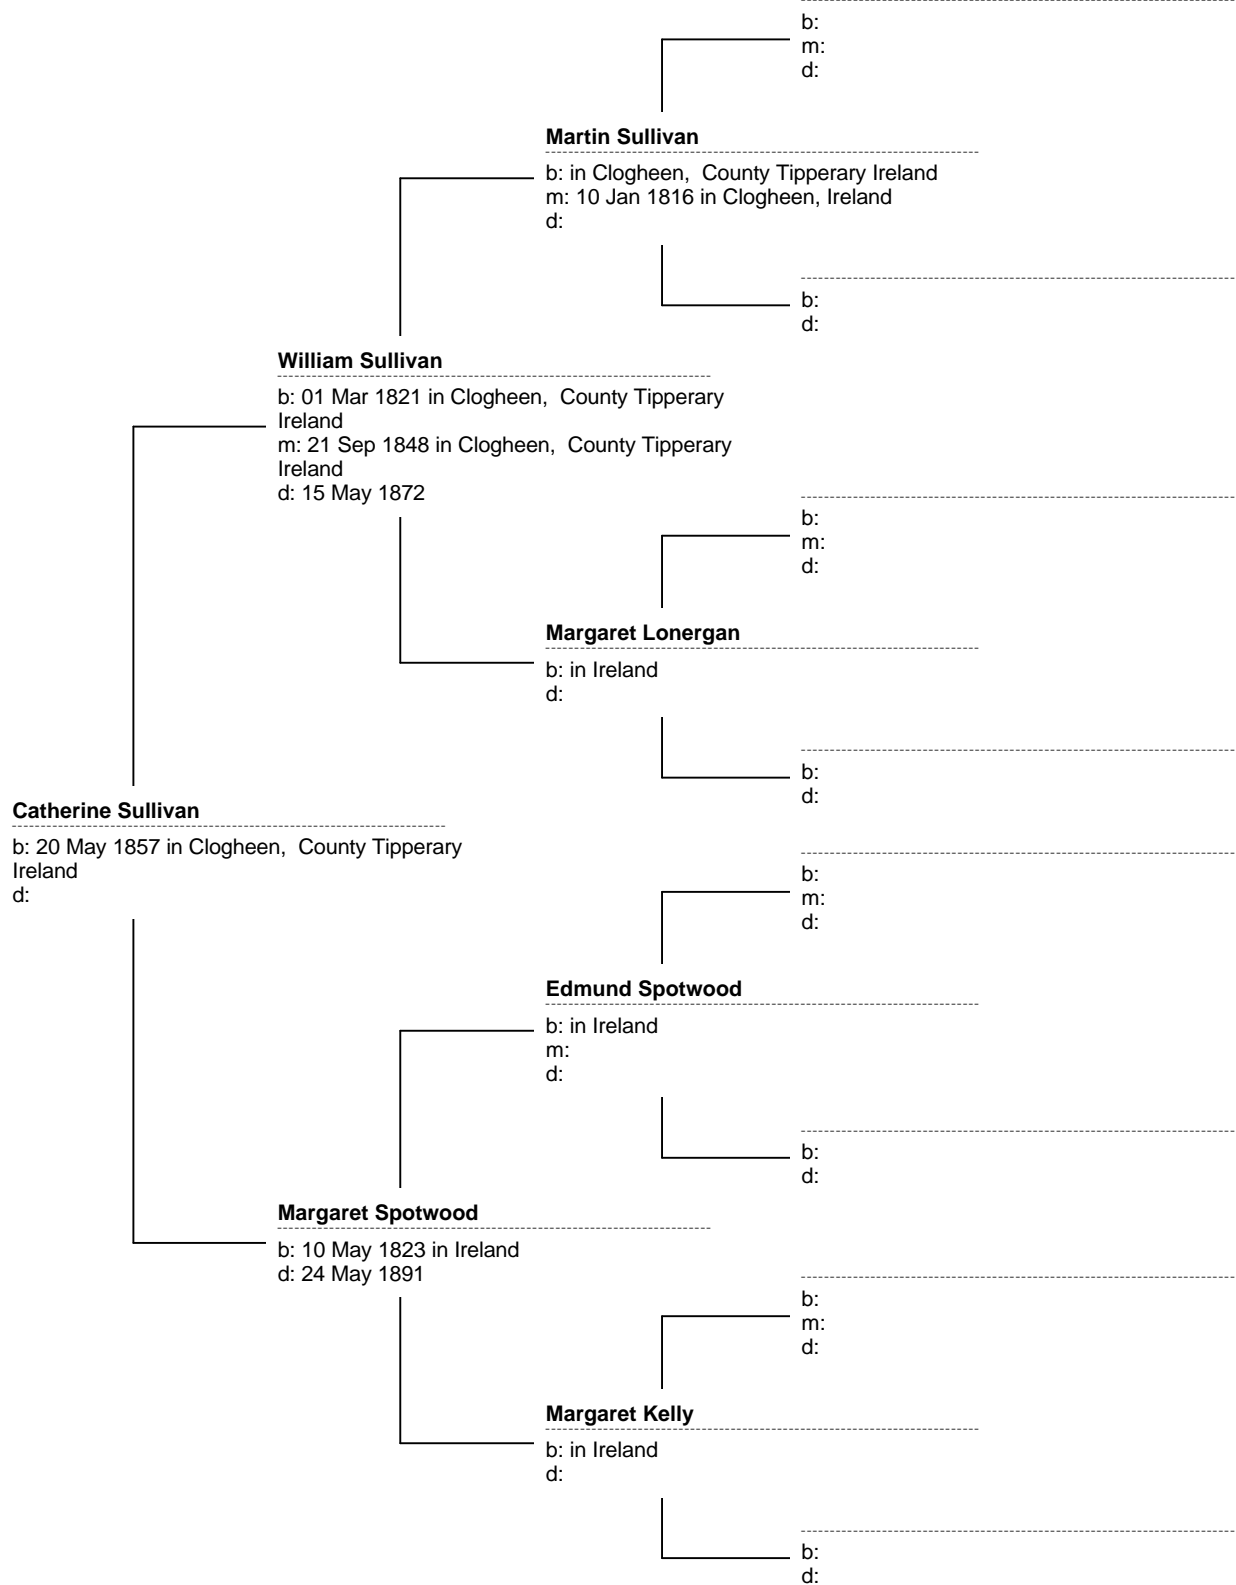 b:
m:
d:
Martin Sullivan
b: in Clogheen,  County Tipperary Ireland
m: 10 Jan 1816 in Clogheen, Ireland
d:
b:
d:
William Sullivan
b: 01 Mar 1821 in Clogheen,  County Tipperary
Ireland
m: 21 Sep 1848 in Clogheen,  County Tipperary
Ireland
d: 15 May 1872
b:
m:
d:
Margaret Lonergan
b: in Ireland
d:
b:
d:
Catherine Sullivan
b: 20 May 1857 in Clogheen,  County Tipperary
Ireland
d:
b:
m:
d:
Edmund Spotwood
b: in Ireland
m:
d:
b:
d:
Margaret Spotwood
b: 10 May 1823 in Ireland
d: 24 May 1891
b:
m:
d:
Margaret Kelly
b: in Ireland
d:
b:
d: